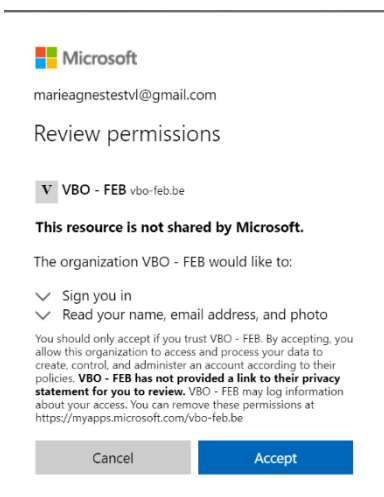 Microsoft
marieagnestestvl@gmail.com
Review permissions
V VBO - FEB vbo-feb.be
This resource is not shared by Microsoft.
The organization VBO - FEB would like to:
Sign you in
Read your name, email address, and photo
You should only accept if you trust VBO - FEB. By accepting, you
allow this organization to access and process your data to
create, control, and administer an account according to their
policies. VBO - FEB has not provided a link to their privacy
statement for you to review. VBO - FEB may log information
about your access. You can remove these permissions at
https://myapps.microsoft.com/vbo-feb.be
Cancel Accept